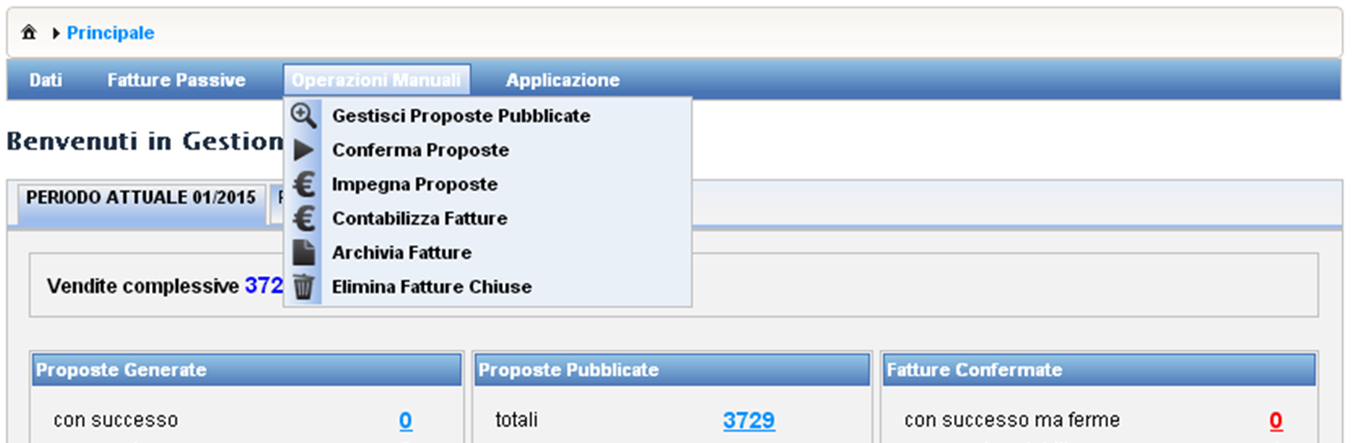 Principale
Dati Fatture Passive Operazioni Manuali Applicazione
Gestisci Proposte Pubblicate
Benvenuti in Gestion
Conferma Proposte
Impegna Proposte
PERIODO ATTUALE 01/2015
Contabilizza Fatture
Archivia Fatture
Vendite complessive 372
Elimina Fatture Chiuse
Proposte Generate Proposte Pubblicate Fatture Confermate
con successo 0 totali 3729 con successo ma ferme 0